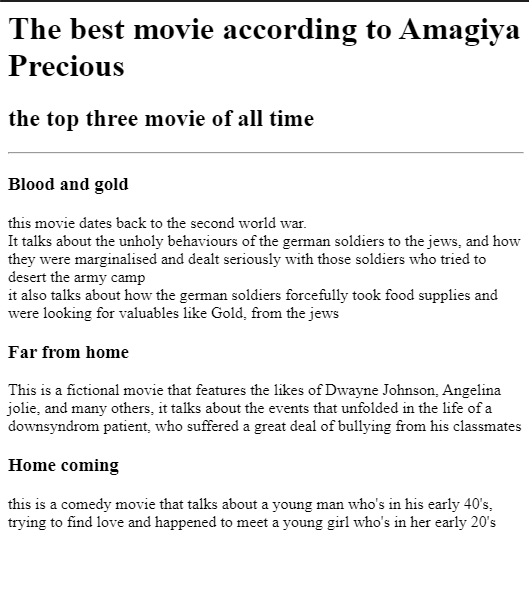 The best movie according to Amagiya
Precious
the top three movie of all time
Blood and gold
this movie dates back to the second world war.
It talks about the unholy behaviours of the german soldiers to the jews, and how
they were marginalised and dealt seriously with those soldiers who tried to
desert the army camp
it also talks about how the german soldiers forcefully took food supplies and
were looking for valuables like Gold, from the jews
Far from home
This is a fictional movie that features the likes of Dwayne Johnson, Angelina
jolie, and many others, it talks about the events that unfolded in the life of a
downsyndrom patient, who suffered a great deal of bullying from his classmates
Home coming
this is a comedy movie that talks about a young man who's in his early 40's,
trying to find love and happened to meet a young girl who's in her early 20's